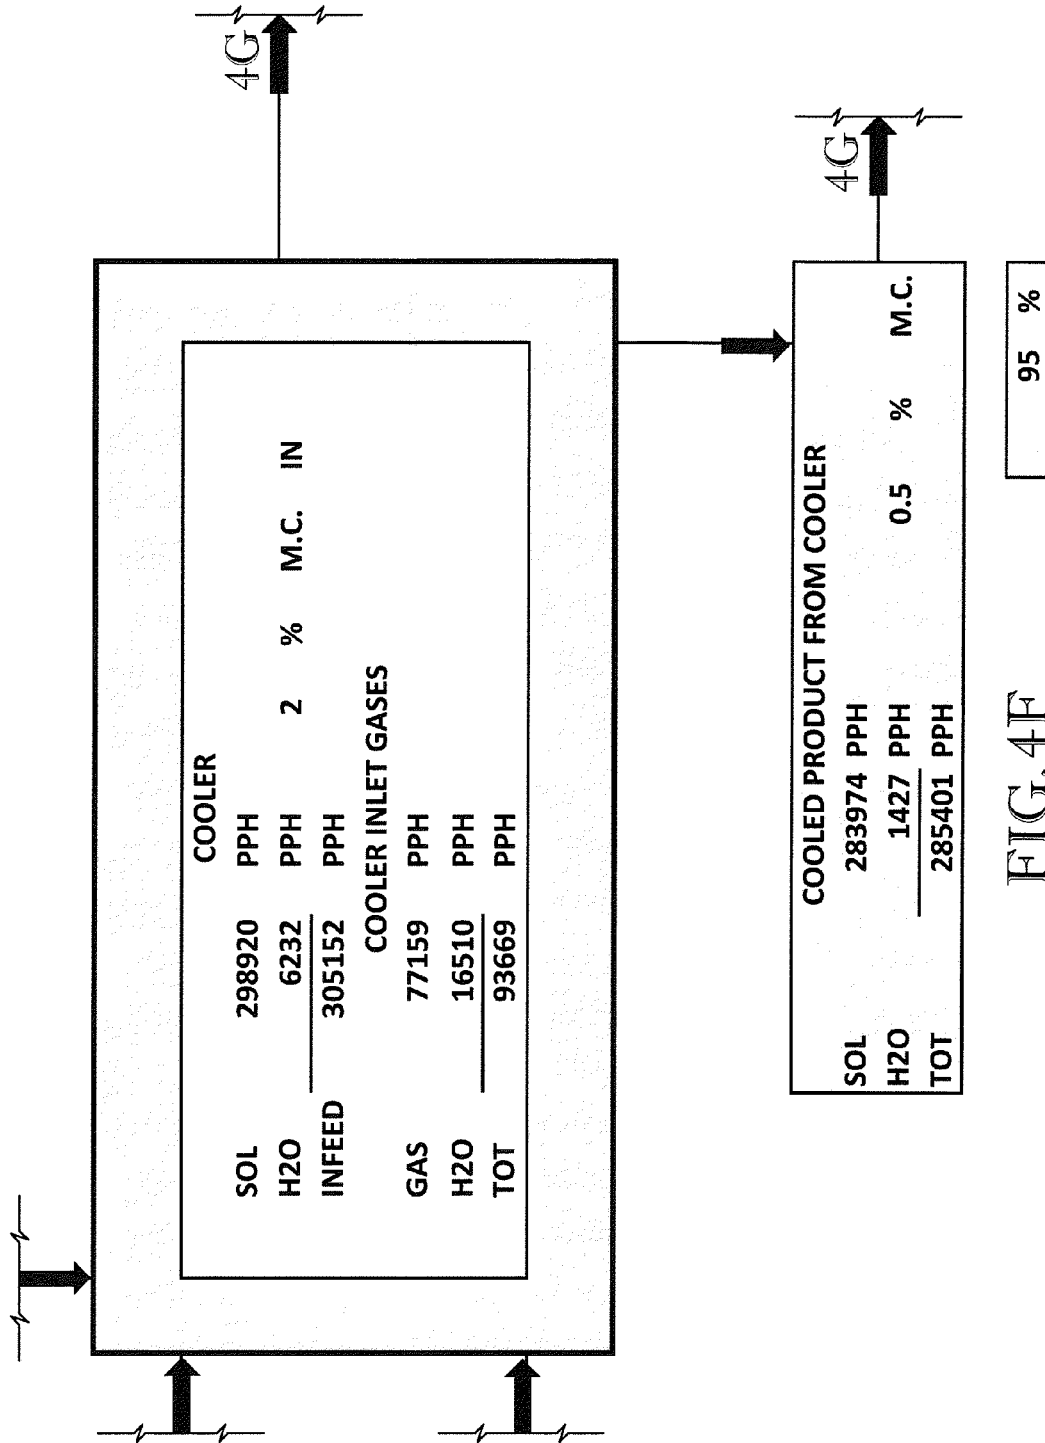 4G
COOLER
SOL 298920 PPH
H2O 6232 PPH 2 % M.C. IN
INFEED 305152 PPH
COOLER INLET GASES
GAS 77159 PPH
H2O 16510 PPH
TOT 93669 PPH
4G
COOLED PRODUCT FROM COOLER
SOL 283974 PPH
H2O 1427 PPH 0.5 % M.C.
TOT 285401 PPH
95 %
FIG. 4F